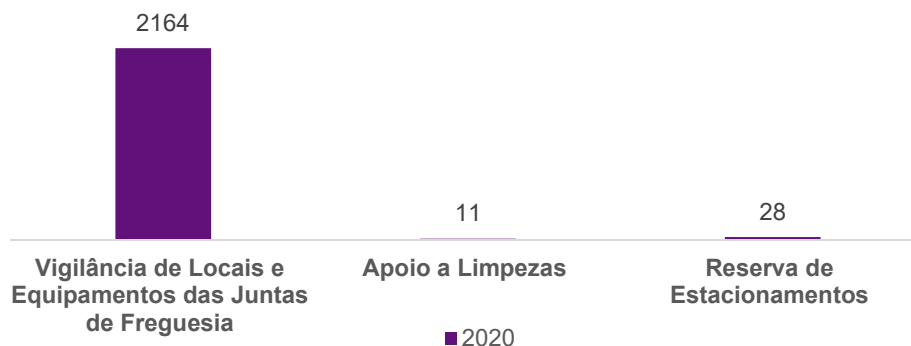 2164
11
28
Vigilância de Locais e
Equipamentos das Juntas
de Freguesia
Apoio a Limpezas
Reserva de
Estacionamentos
2020